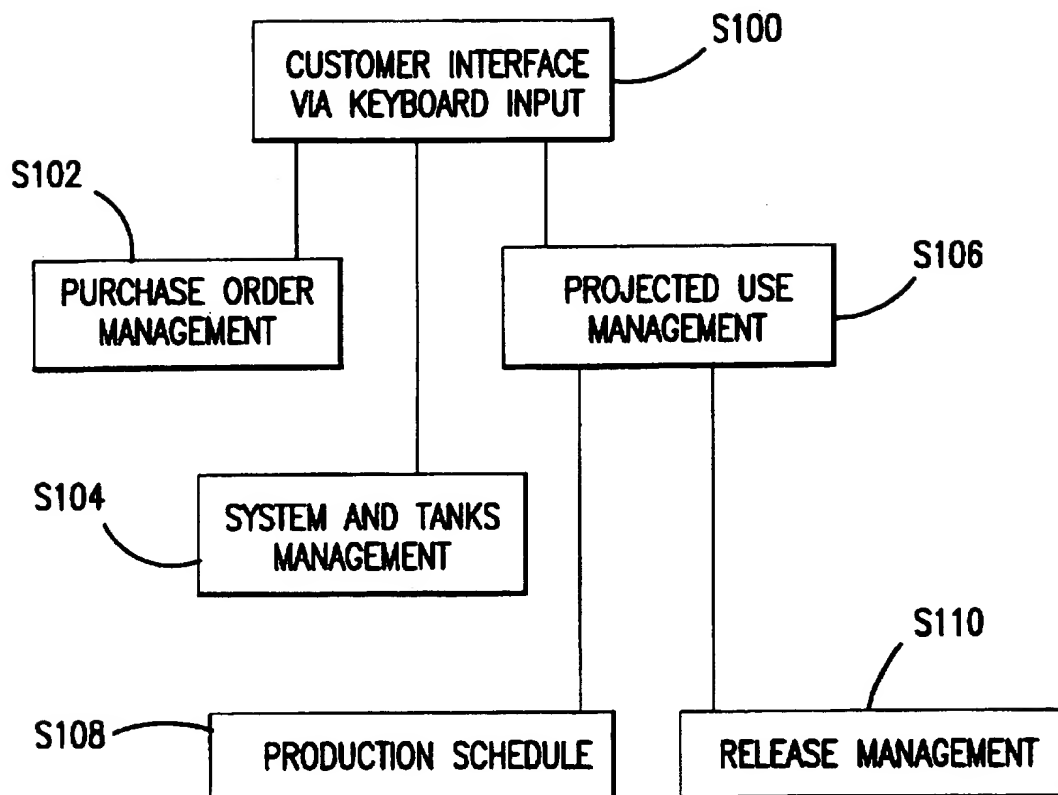 S100
CUSTOMER INTERFACE
VIA KEYBOARD INPUT
S102
PURCHASE ORDER
MANAGEMENT
S106
PROJECTED USE
MANAGEMENT
S104
SYSTEM AND TANKS
MANAGEMENT
S110
S108
PRODUCTION SCHEDULE
RELEASE MANAGEMENT